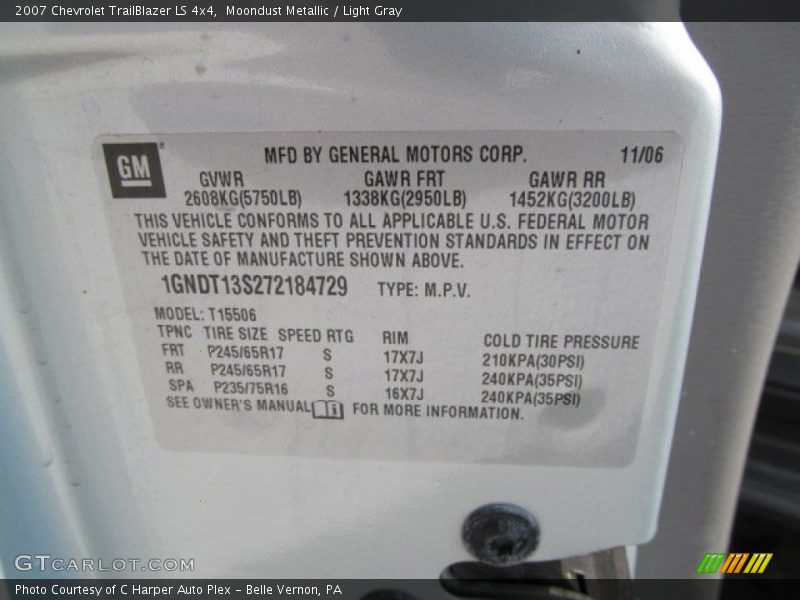 2007 Chevrolet TrailBlazer LS 4x4, Moondust Metallic / Light Gray
GM
MFD BY GENERAL MOTORS CORP. 11/06
GVWR GAWR FRT GAWR RR
2608KG(5750LB) 1338KG(2950LB) 1452KG(3200LB)
THIS VEHICLE CONFORMS TO ALL APPLICABLE U.S. FEDERAL MOTOR
VEHICLE SAFETY AND THEFT PREVENTION STANDARDS IN EFFECT ON
THE DATE OF MANUFACTURE SHOWN ABOVE.
1GNDT13S272184729 TYPE: M.P.V.
MODEL: T15506
TPNC TIRE SIZE SPEED RTG RIM COLD TIRE PRESSURE
FRT P245/65R17 S 17X7J 210KPA(30PSI)
RR P245/65R17 S 17X7J 240KPA(35PSI)
SPA P235/75R16 S 16X7J 240KPA(35PSI)
SEE OWNER'S MANUAL i FOR MORE INFORMATION.
GTCARLOT.COM
Photo Courtesy of C Harper Auto Plex – Belle Vernon, PA